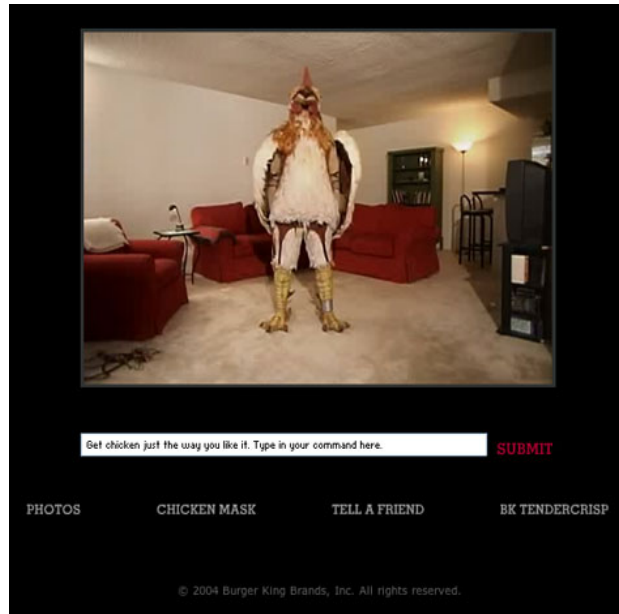 Get chicken just the way you like it. Type in your command here.
SUBMIT
PHOTOS
CHICKEN MASK
TELL A FRIEND
BK TENDERCRISP
© 2004 Burger King Brands, Inc. All rights reserved.